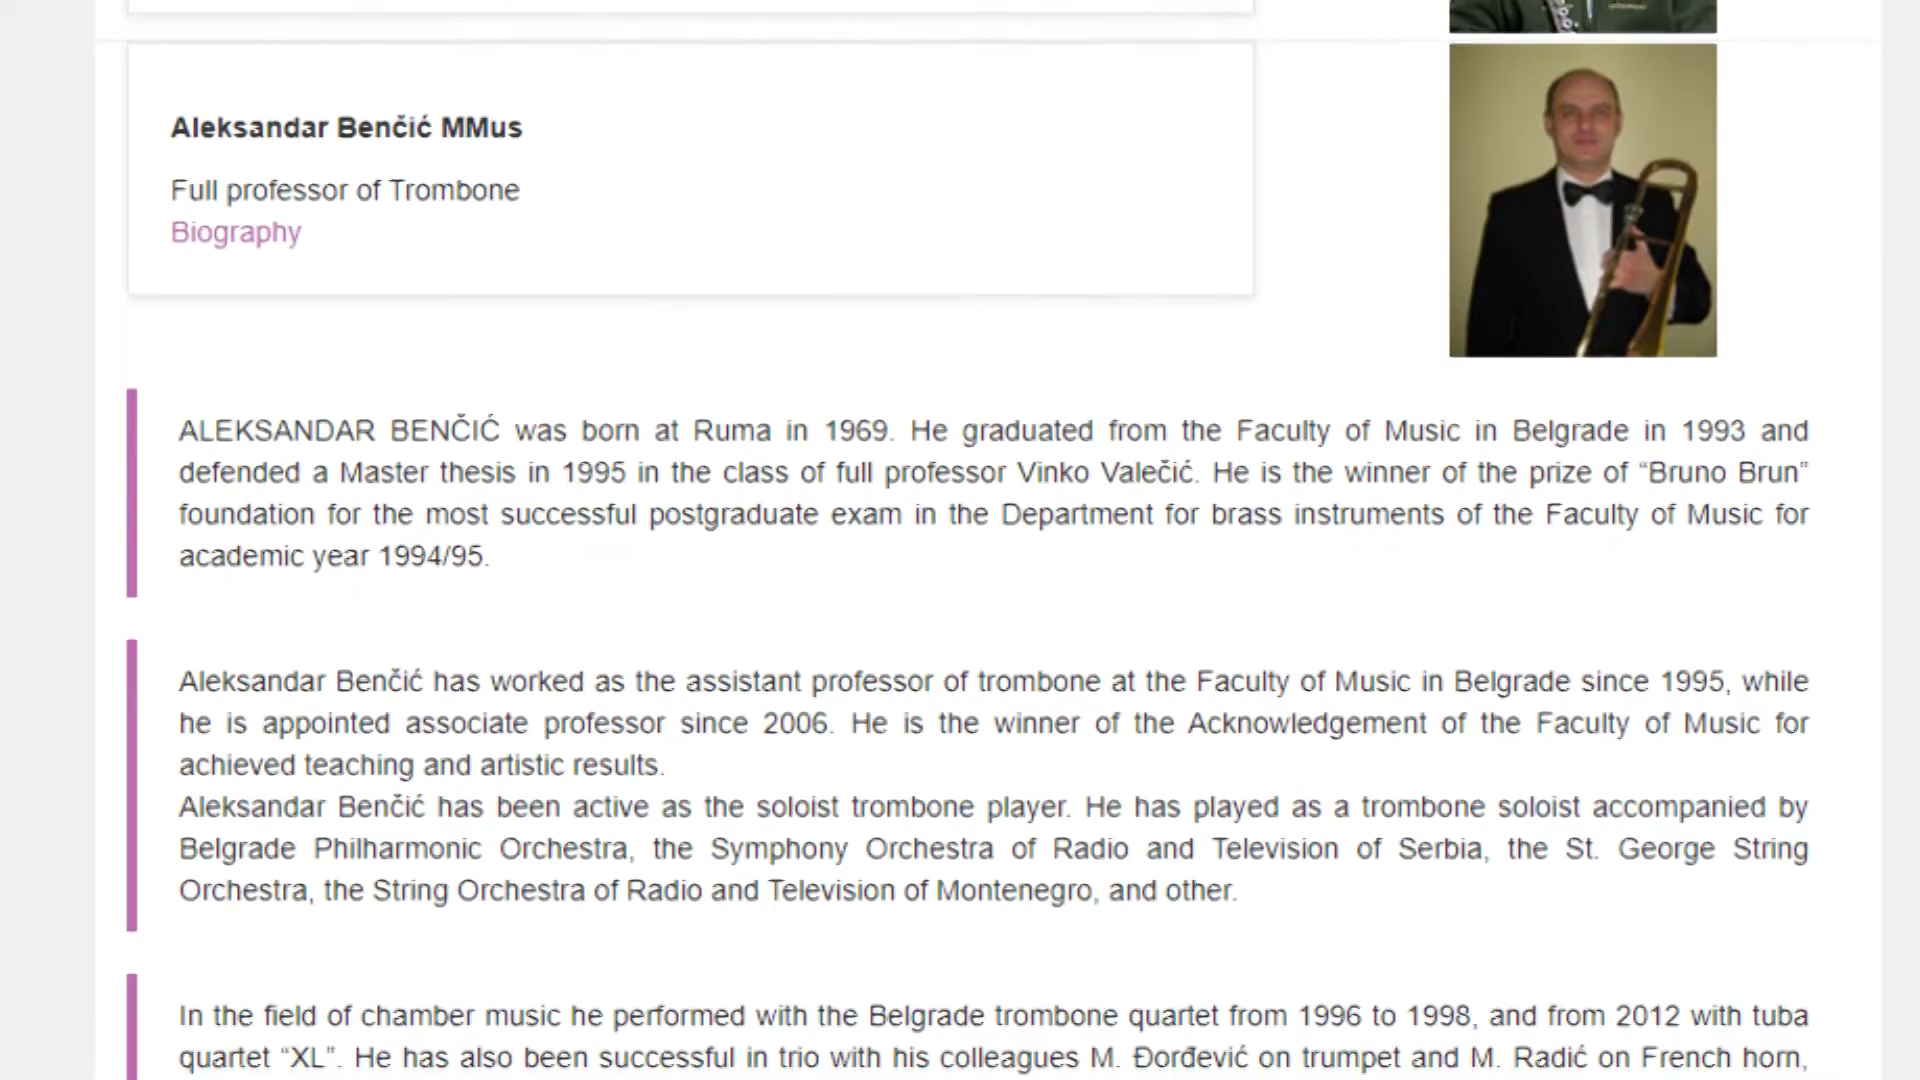 Aleksandar Benčić MMus
Full professor of Trombone
Biography
ALEKSANDAR BENČIĆ was born at Ruma in 1969. He graduated from the Faculty of Music in Belgrade in 1993 and
defended a Master thesis in 1995 in the class of full professor Vinko Valečić. He is the winner of the prize of “Bruno Brun”
foundation for the most successful postgraduate exam in the Department for brass instruments of the Faculty of Music for
academic year 1994/95.
Aleksandar Benčić has worked as the assistant professor of trombone at the Faculty of Music in Belgrade since 1995, while
he is appointed associate professor since 2006. He is the winner of the Acknowledgement of the Faculty of Music for
achieved teaching and artistic results.
Aleksandar Benčić has been active as the soloist trombone player. He has played as a trombone soloist accompanied by
Belgrade Philharmonic Orchestra, the Symphony Orchestra of Radio and Television of Serbia, the St. George String
Orchestra, the String Orchestra of Radio and Television of Montenegro, and other.
In the field of chamber music he performed with the Belgrade trombone quartet from 1996 to 1998, and from 2012 with tuba
quartet “XL”. He has also been successful in trio with his colleagues M. Đorđević on trumpet and M. Radić on French horn,